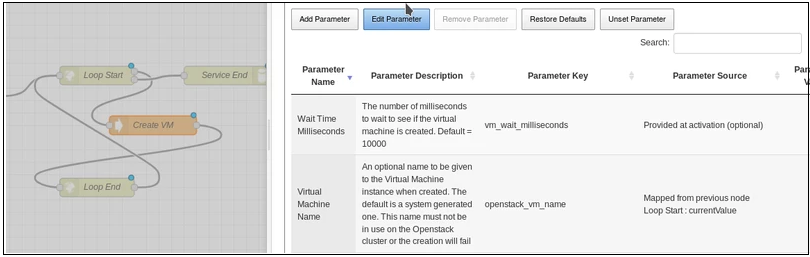 Add Parameter Edit Parameter Remove Parameter Restore Defaults Unset Parameter
Search:
Loop Start
Service End
Create VM
Loop End
Parameter
Name
Parameter Description
Parameter Key
Parameter Source
Wait Time
Milliseconds
The number of milliseconds
to wait to see if the virtual
machine is created. Default =
10000
vm_wait_milliseconds
Provided at activation (optional)
Virtual
Machine
Name
An optional name to be given
to the Virtual Machine
instance when created. The
default is a system generated
one. This name must not be
in use on the Openstack
cluster or the creation will fail
openstack_vm_name
Mapped from previous node
Loop Start : currentValue